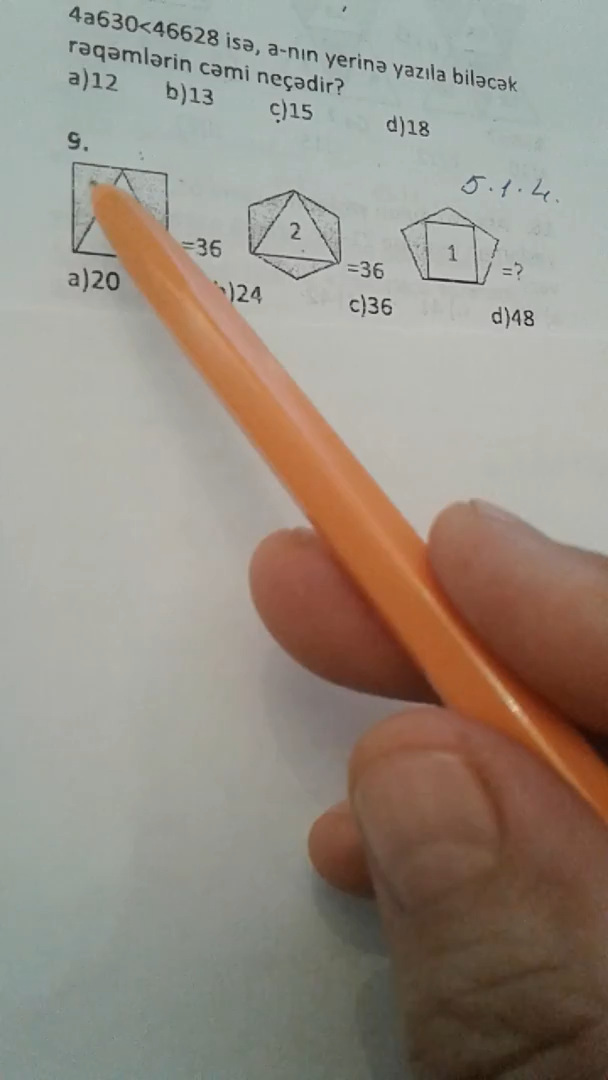 4a630<46628 isə, a-nın yerinə yazıla biləcək
rəqəmlərin cəmi neçədir?
a)12 b)13 ç)15 d)18
9.
5.1.4.
=36 2 =36 1 =?
a)20 )24 c)36 d)48